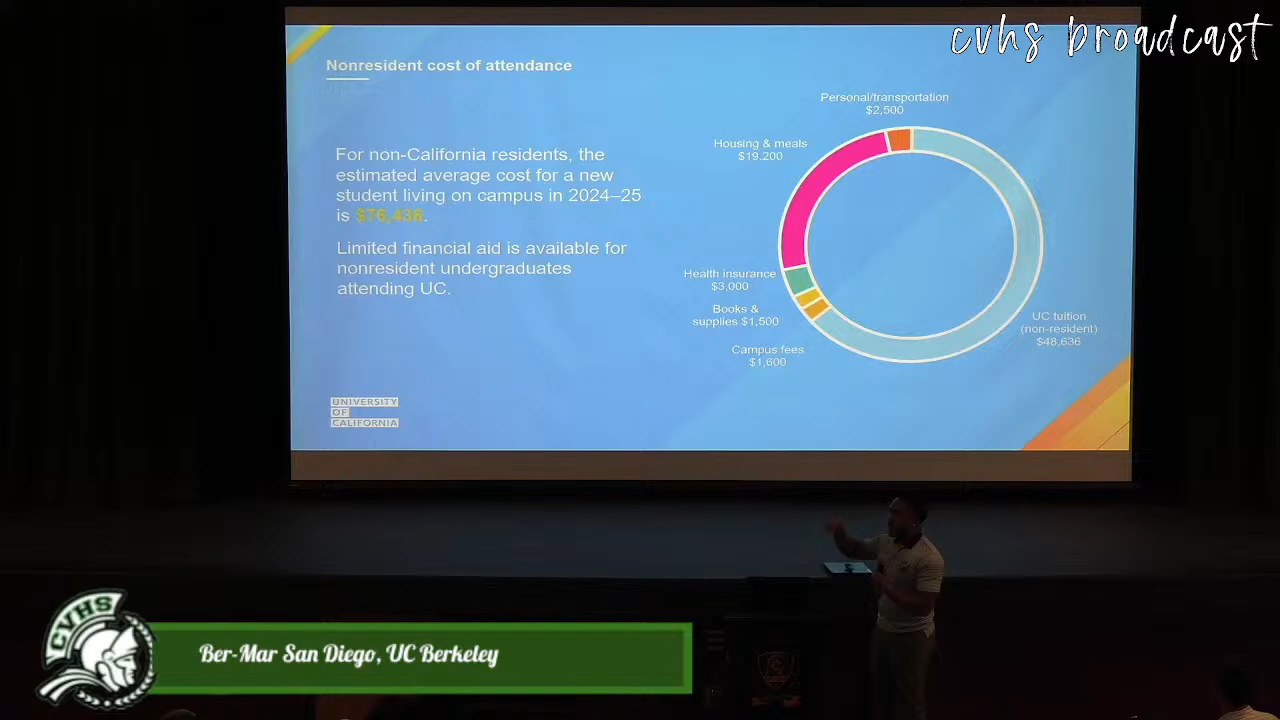 cvhs broadcast
Nonresident cost of attendance
For non-California residents, the
estimated average cost for a new
student living on campus in 2024–25
is $76,436.
Limited financial aid is available for
nonresident undergraduates
attending UC.
Personal/transportation
$2,500
Housing & meals
$19.200
Health insurance
$3,000
Books &
supplies $1,500
Campus fees
$1,600
UC tuition
(non-resident)
$48,636
UNIVERSITY
OF
CALIFORNIA
CVHS
Ber-Mar San Diego, UC Berkeley